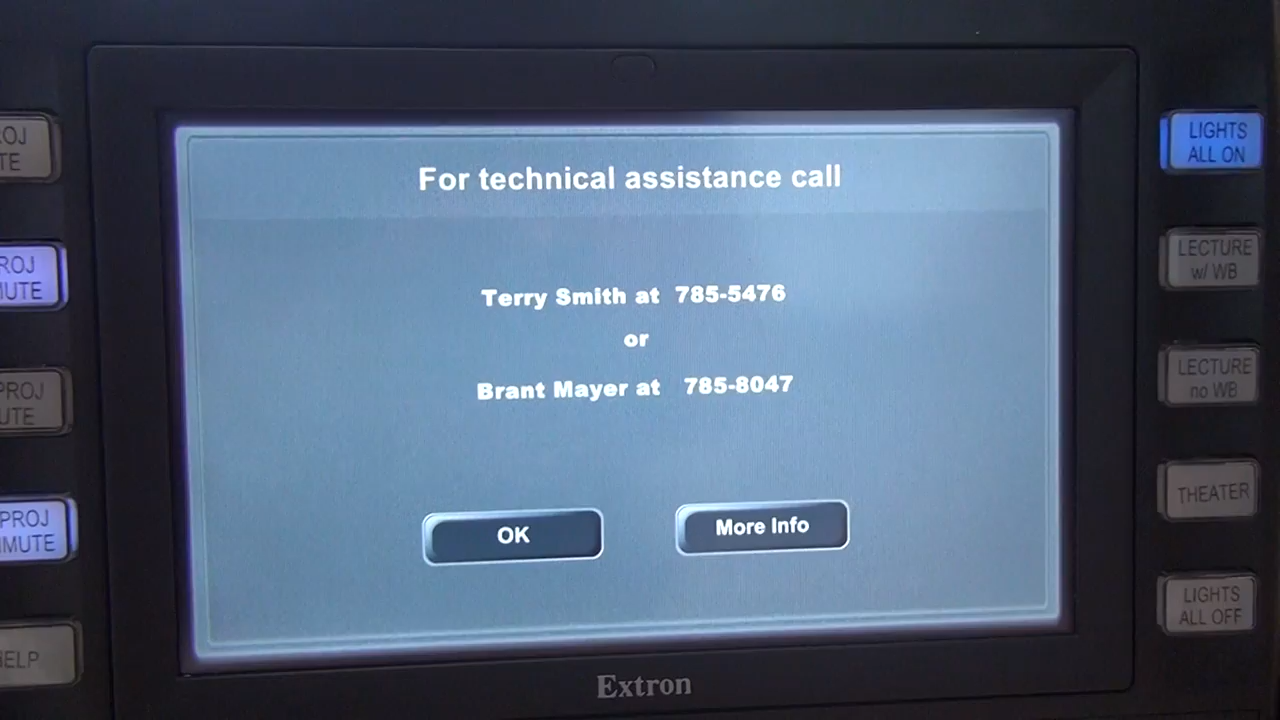 For technical assistance call
Terry Smith at 785-5476
or
Brant Mayer at 785-8047
OK
More Info
Extron
LIGHTS
ALL ON
LECTURE
w/ WB
LECTURE
no WB
THEATER
LIGHTS
ALL OFF
OJ
TE
ROJ
UTE
PROJ
UTE
PROJ
MUTE
ELP